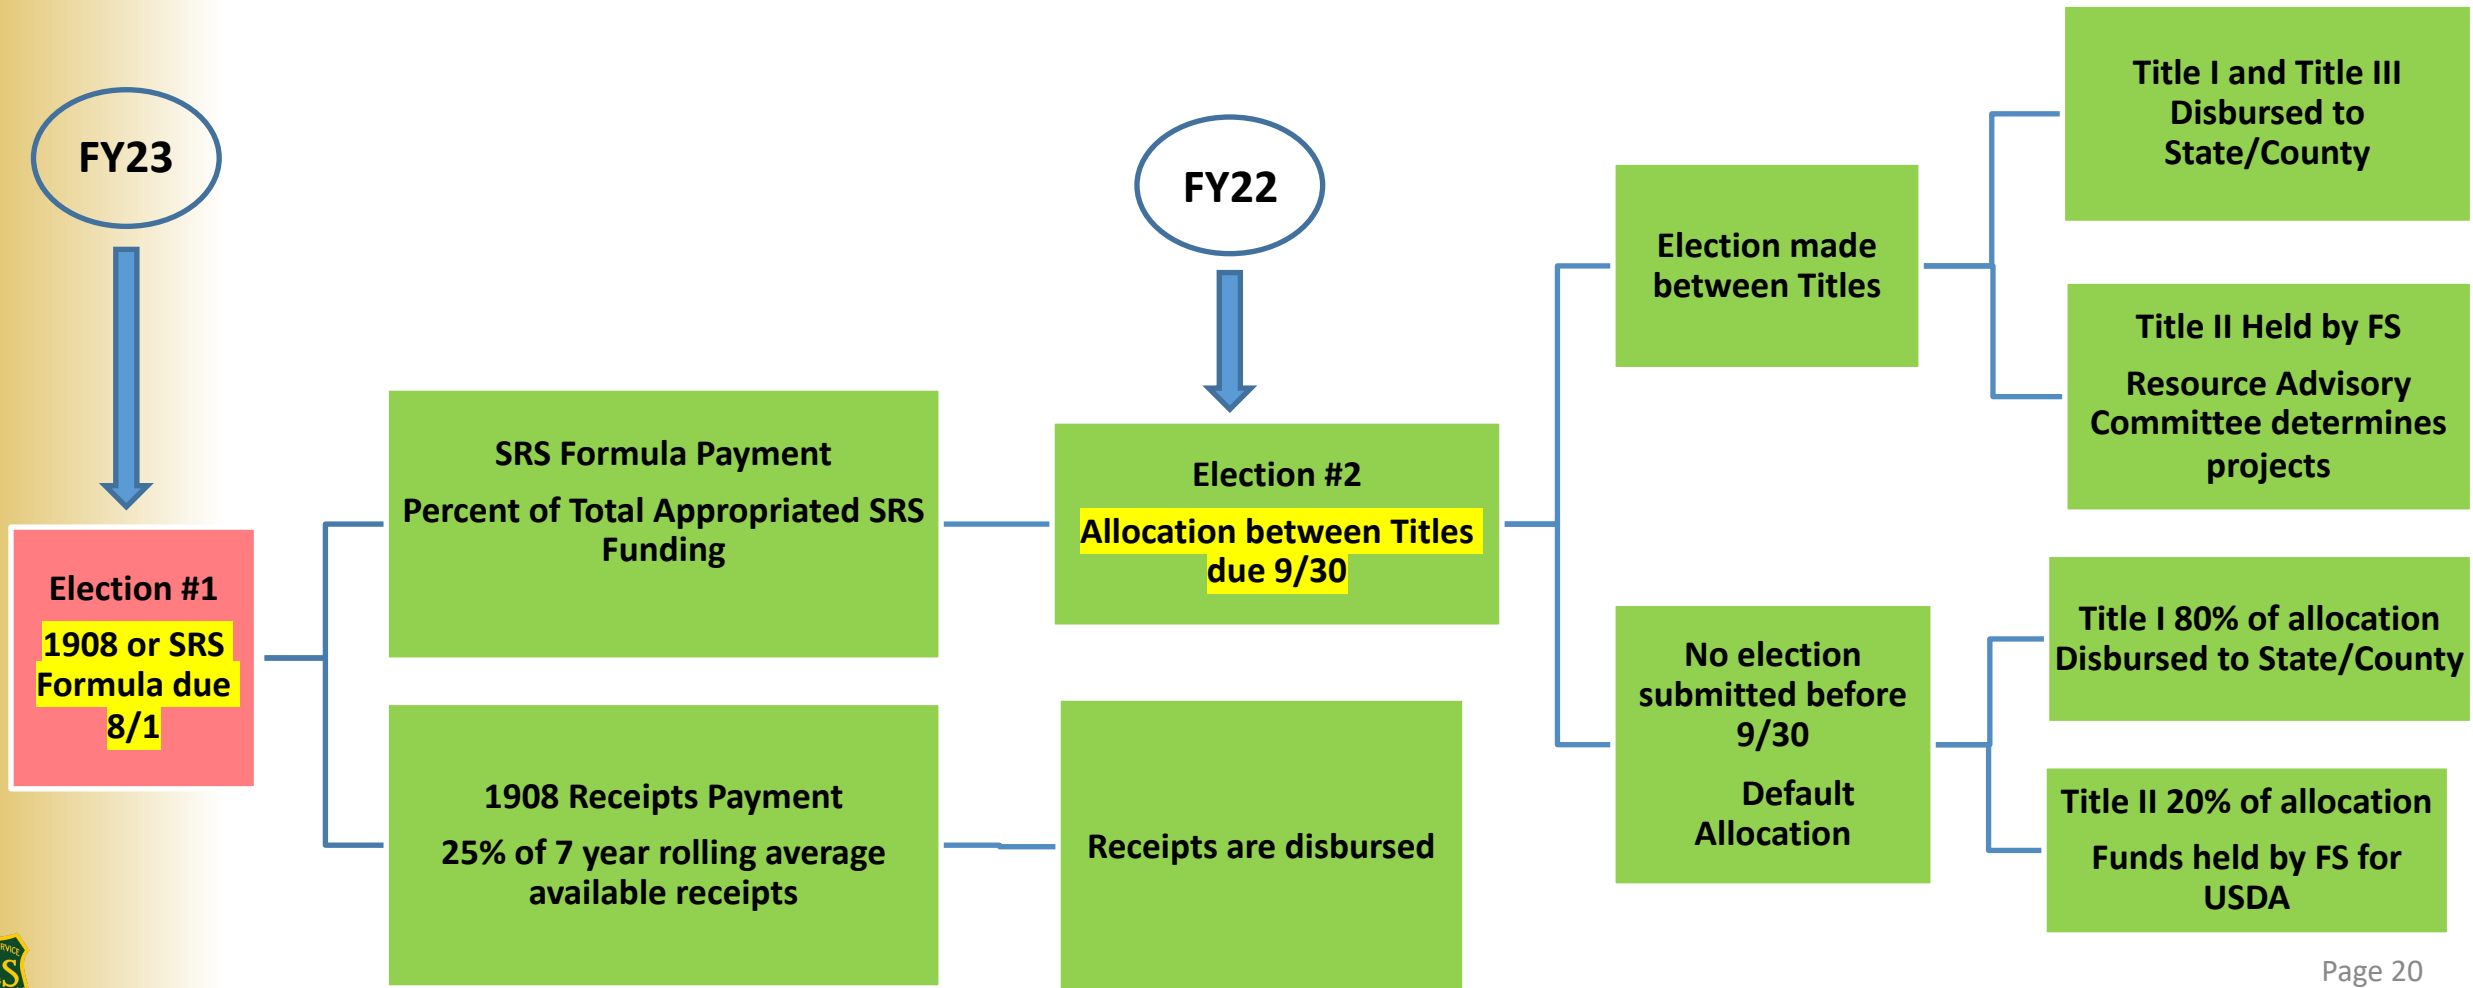 FY23
Election #1
1908 or SRS
Formula due
8/1
SRS Formula Payment
Percent of Total Appropriated SRS
Funding
1908 Receipts Payment
25% of 7 year rolling average
available receipts
FY22
Election #2
Allocation between Titles
due 9/30
Receipts are disbursed
Election made
between Titles
No election
submitted before
9/30
Default
Allocation
Title I and Title III
Disbursed to
State/County
Title II Held by FS
Resource Advisory
Committee determines
projects
Title I 80% of allocation
Disbursed to State/County
Title II 20% of allocation
Funds held by FS for
USDA
Page 20